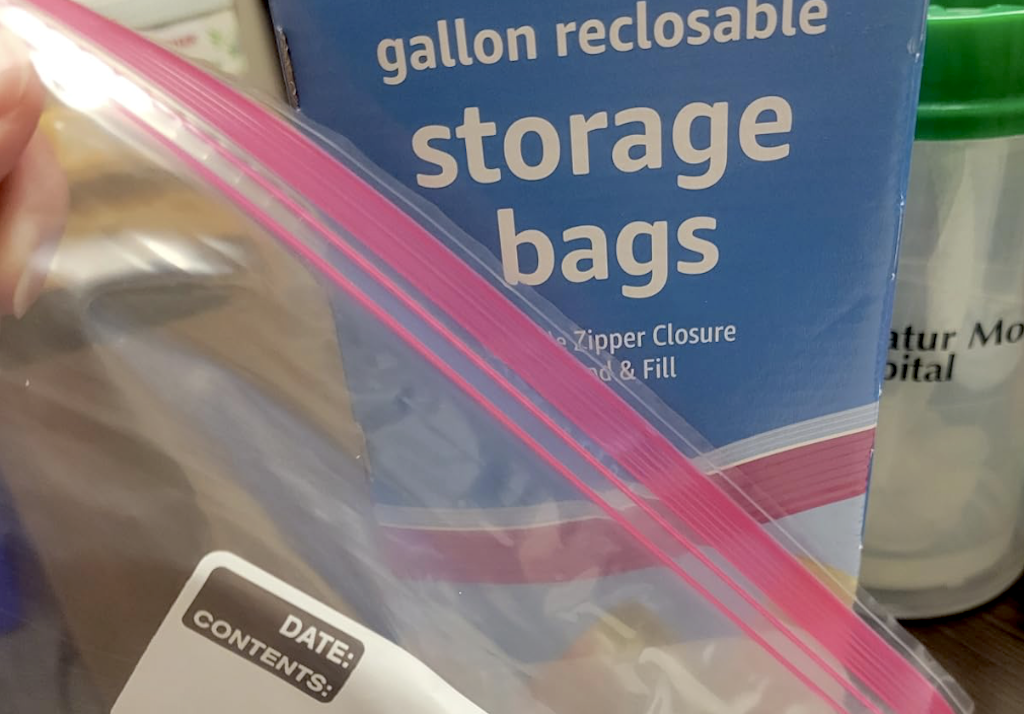 gallon reclosable
storage
bags
Zipper Closure
& Fill
atur Mo
pital
DATE:
CONTENTS: